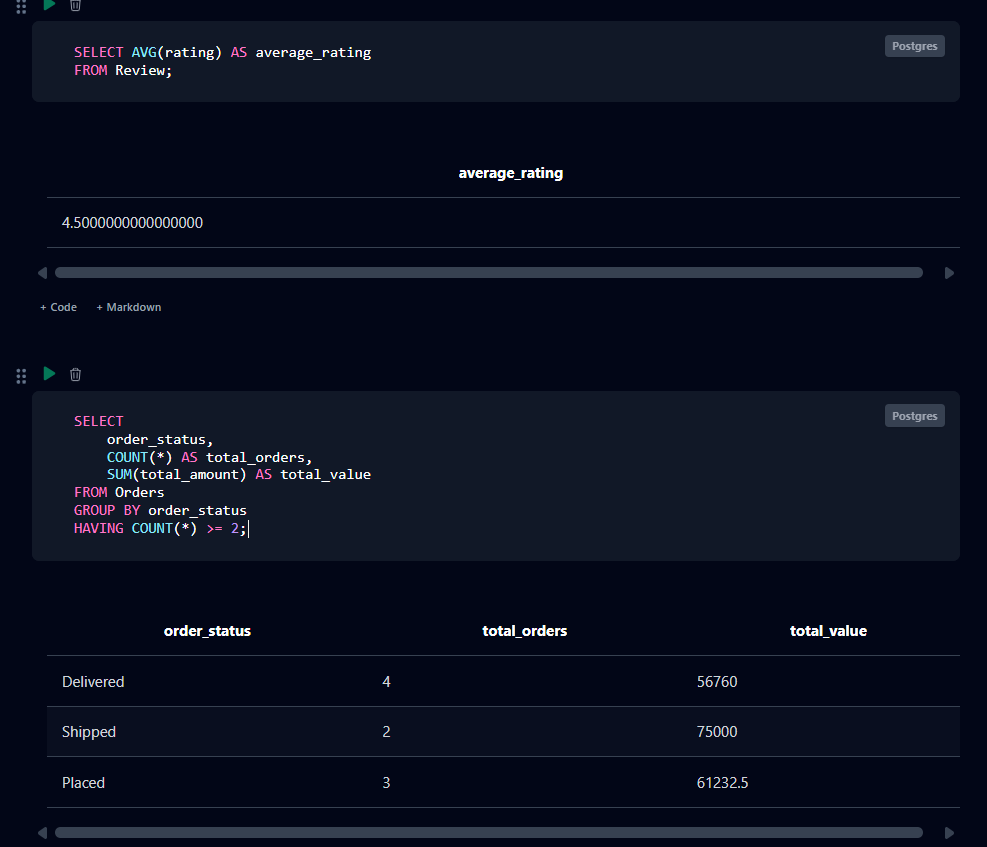 SELECT AVG(rating) AS average_rating
FROM Review;
Postgres
average_rating
4.5000000000000000
+ Code + Markdown
SELECT
    order_status,
    COUNT(*) AS total_orders,
    SUM(total_amount) AS total_value
FROM Orders
GROUP BY order_status
HAVING COUNT(*) >= 2;
Postgres
order_status total_orders total_value
Delivered 4 56760
Shipped 2 75000
Placed 3 61232.5